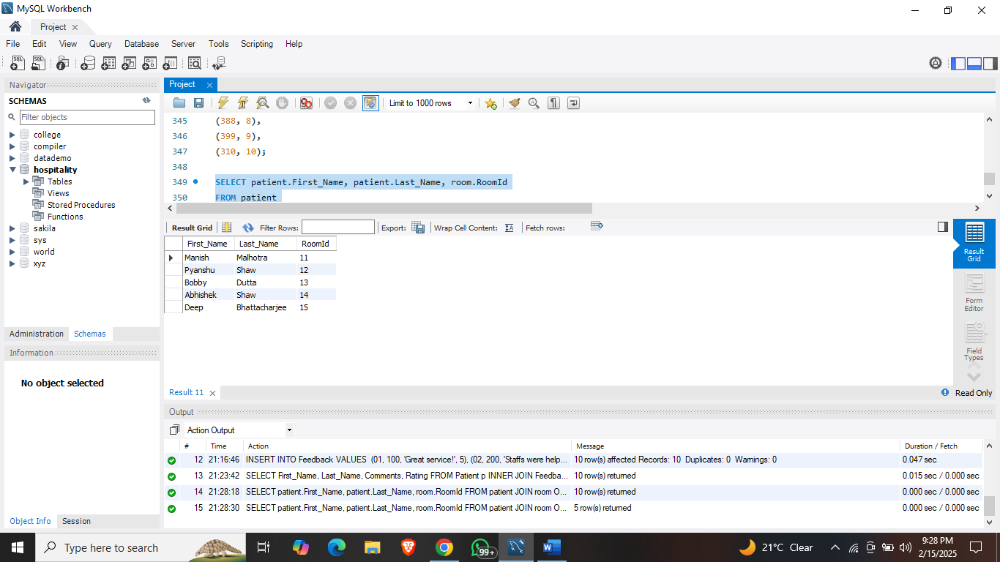 MySQL Workbench
Project
File Edit View Query Database Server Tools Scripting Help
Navigator
SCHEMAS
Filter objects
college
compiler
datademo
hospitality
Tables
Views
Stored Procedures
Functions
sakila
sys
world
xyz
Administration Schemas
Information
No object selected
Object Info Session
Project
Limit to 1000 rows
345 (388, 8),
346 (399, 9),
347 (310, 10);
348
349 SELECT patient.First_Name, patient.Last_Name, room.RoomId
350 FROM patient
Result Grid Filter Rows: Export: Wrap Cell Content: Fetch rows:
First_Name Last_Name RoomId
Manish Malhotra 11
Pyanshu Shaw 12
Bobby Dutta 13
Abhishek Shaw 14
Deep Bhattacharjee 15
Result Grid
Form Editor
Field Types
Result 11
Read Only
Output
Action Output
# Time Action Message Duration / Fetch
12 21:16:46 INSERT INTO Feedback VALUES (01, 100, 'Great service!', 5), (02, 200, 'Staffs were help... 10 row(s) affected Records: 10 Duplicates: 0 Warnings: 0 0.047 sec
13 21:23:42 SELECT First_Name, Last_Name, Comments, Rating FROM Patient p INNER JOIN Feedba... 10 row(s) returned 0.015 sec / 0.000 sec
14 21:28:18 SELECT patient.First_Name, patient.Last_Name, room.RoomId FROM patient JOIN room O... 10 row(s) returned 0.000 sec / 0.000 sec
15 21:28:30 SELECT patient.First_Name, patient.Last_Name, room.RoomId FROM patient JOIN room O... 5 row(s) returned 0.000 sec / 0.000 sec
Type here to search
99+
21°C Clear
9:28 PM
2/15/2025